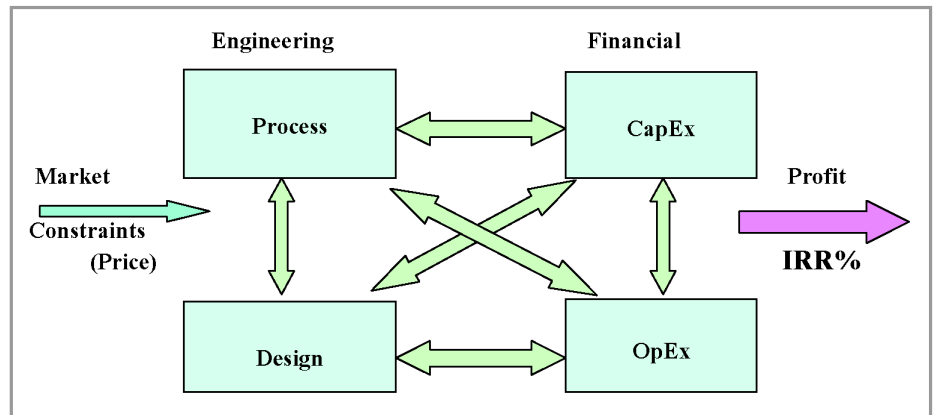 Engineering
Financial
Process
CapEx
Market
Constraints
(Price)
Profit
IRR%
Design
OpEx